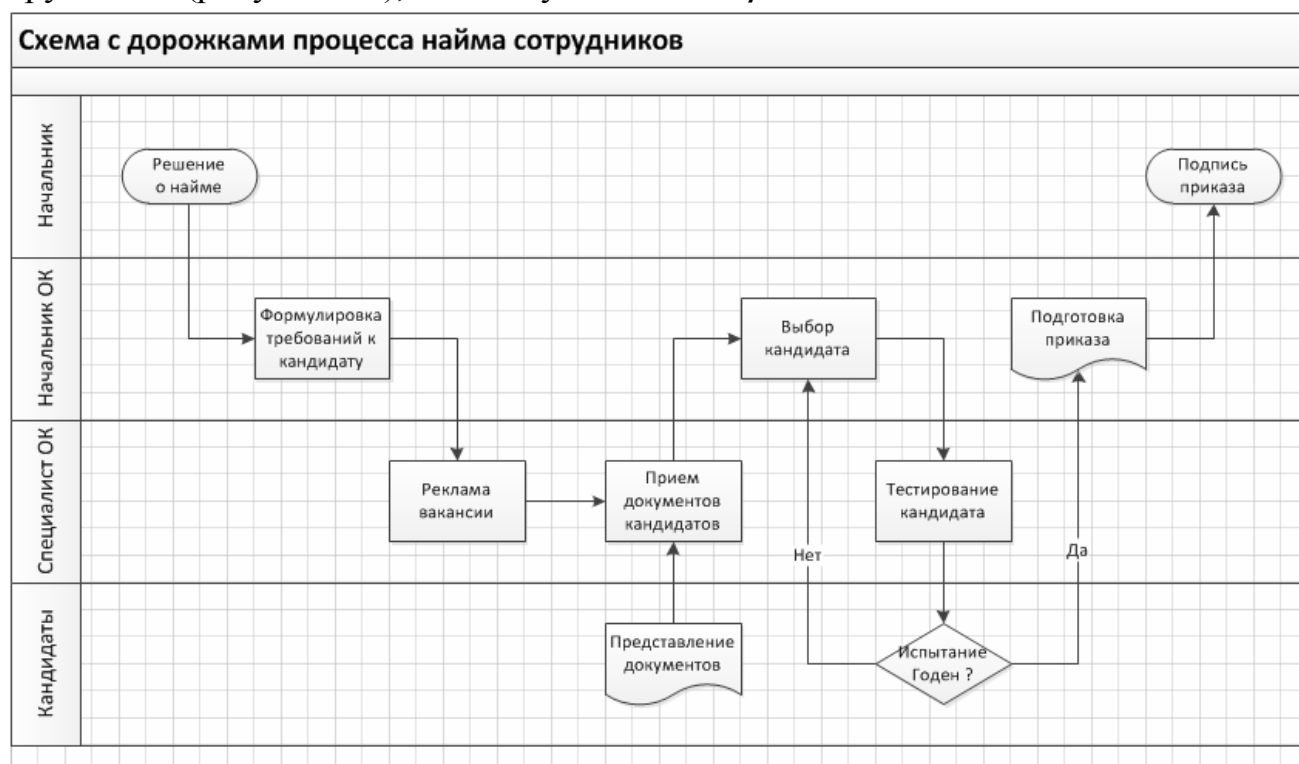 Схема с дорожками процесса найма сотрудников
Начальник
Решение
о найме
Подпись
приказа
Начальник ОК
Формулировка
требований к
кандидату
Выбор
кандидата
Подготовка
приказа
Специалист ОК
Реклама
вакансии
Прием
документов
кандидатов
Тестирование
кандидата
Нет
Да
Кандидаты
Представление
документов
Испытание
Годен ?